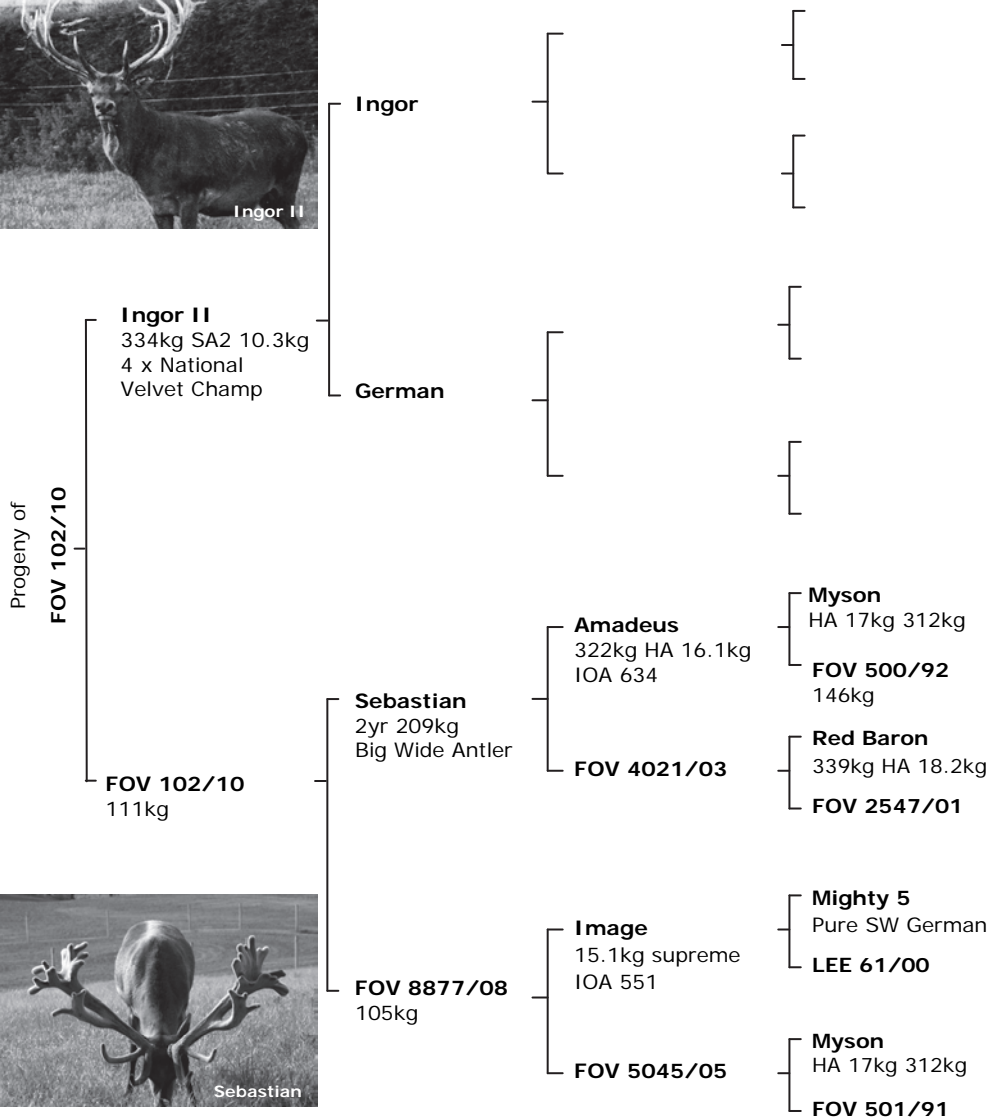 Ingor II
Ingor
Ingor II
334kg SA2 10.3kg
4 x National
Velvet Champ
German
Progeny of
FOV 102/10
Sebastian
2yr 209kg
Big Wide Antler
Amadeus
322kg HA 16.1kg
IOA 634
Myson
HA 17kg 312kg
FOV 500/92
146kg
FOV 4021/03
Red Baron
339kg HA 18.2kg
FOV 2547/01
FOV 102/10
111kg
FOV 8877/08
105kg
Image
15.1kg supreme
IOA 551
Mighty 5
Pure SW German
LEE 61/00
FOV 5045/05
Myson
HA 17kg 312kg
FOV 501/91
Sebastian